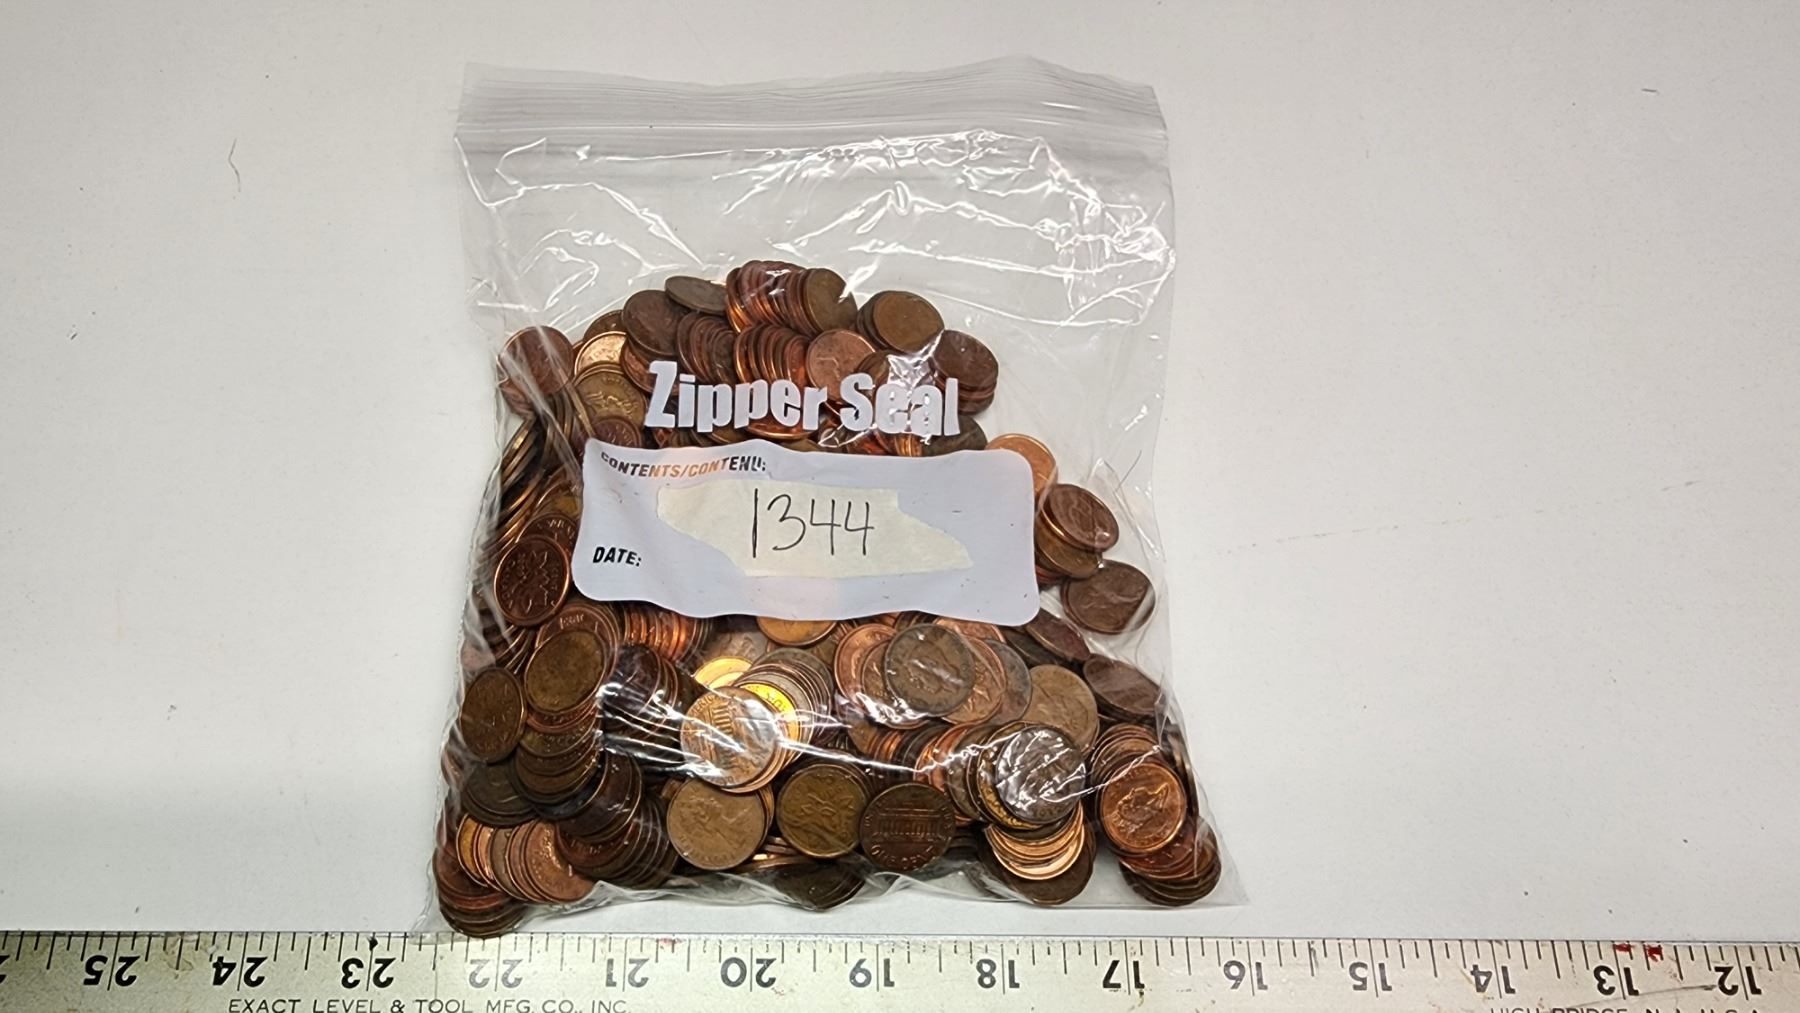 Zipper Seal
CONTENTS/CONTENU:
1344
DATE:
25 24 23 22 21 20 19 18 17 16 15 14 13 12
EXACT LEVEL & TOOL MFG. CO., INC.